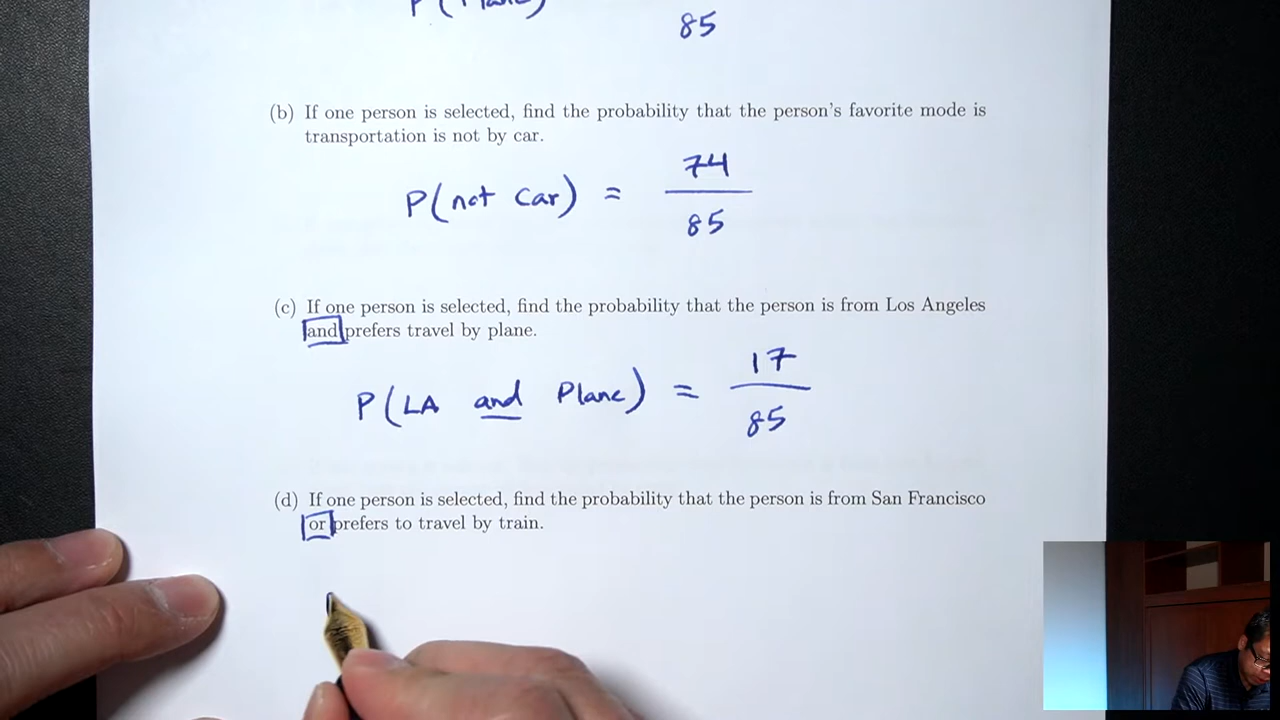 P(Plane)
85
(b) If one person is selected, find the probability that the person's favorite mode is
transportation is not by car.
P(not Car) = 74/85
(c) If one person is selected, find the probability that the person is from Los Angeles
and prefers travel by plane.
P(LA and Plane) = 17/85
(d) If one person is selected, find the probability that the person is from San Francisco
or prefers to travel by train.